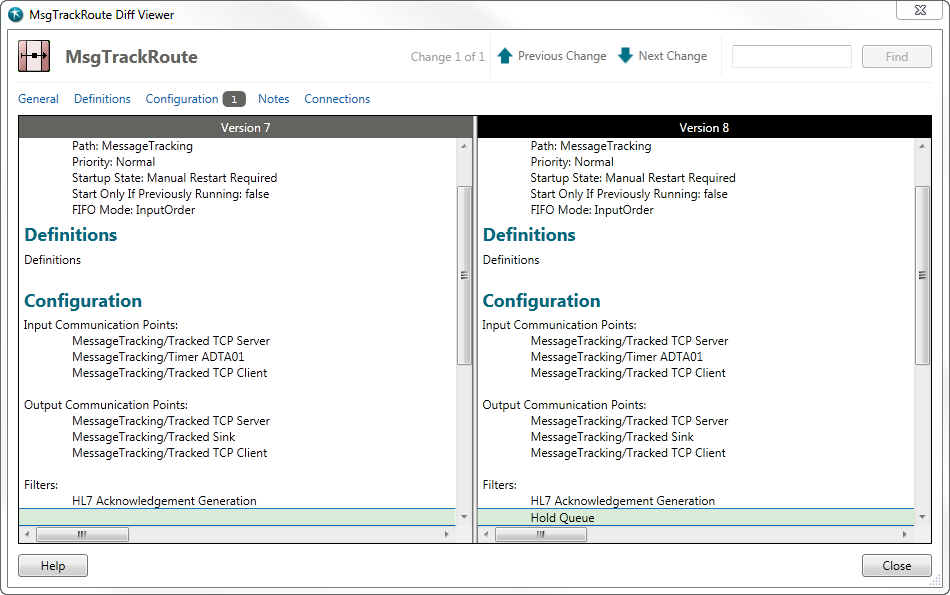 MsgTrackRoute Diff Viewer
MsgTrackRoute
Change 1 of 1 Previous Change Next Change Find
General Definitions Configuration 1 Notes Connections
Version 7
Path: MessageTracking
Priority: Normal
Startup State: Manual Restart Required
Start Only If Previously Running: false
FIFO Mode: InputOrder
Definitions
Definitions
Configuration
Input Communication Points:
MessageTracking/Tracked TCP Server
MessageTracking/Timer ADTA01
MessageTracking/Tracked TCP Client
Output Communication Points:
MessageTracking/Tracked TCP Server
MessageTracking/Tracked Sink
MessageTracking/Tracked TCP Client
Filters:
HL7 Acknowledgement Generation
Version 8
Path: MessageTracking
Priority: Normal
Startup State: Manual Restart Required
Start Only If Previously Running: false
FIFO Mode: InputOrder
Definitions
Definitions
Configuration
Input Communication Points:
MessageTracking/Tracked TCP Server
MessageTracking/Timer ADTA01
MessageTracking/Tracked TCP Client
Output Communication Points:
MessageTracking/Tracked TCP Server
MessageTracking/Tracked Sink
MessageTracking/Tracked TCP Client
Filters:
HL7 Acknowledgement Generation
Hold Queue
Help Close